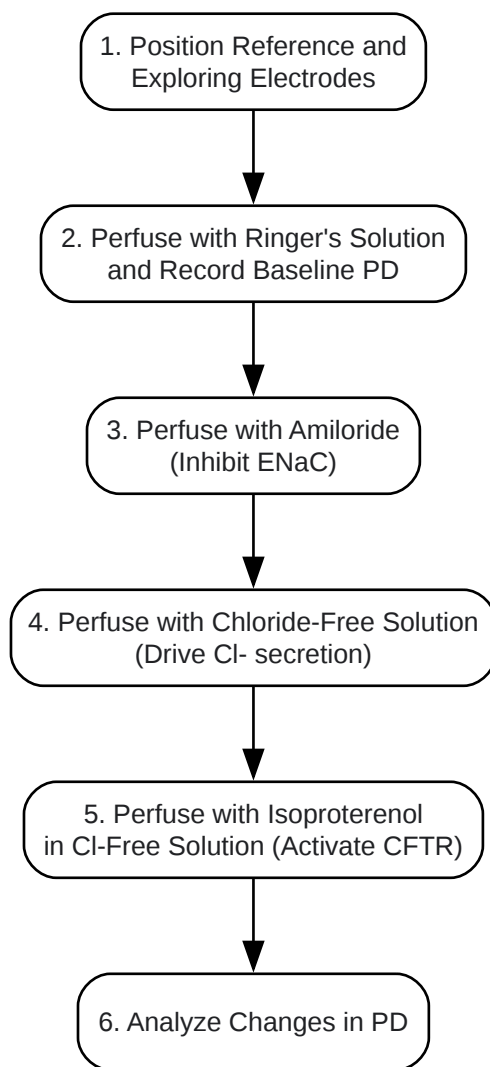 1. Position Reference and
Exploring Electrodes
2. Perfuse with Ringer's Solution
and Record Baseline PD
3. Perfuse with Amiloride
(Inhibit ENaC)
4. Perfuse with Chloride-Free Solution
(Drive Cl- secretion)
5. Perfuse with Isoproterenol
in Cl-Free Solution (Activate CFTR)
6. Analyze Changes in PD